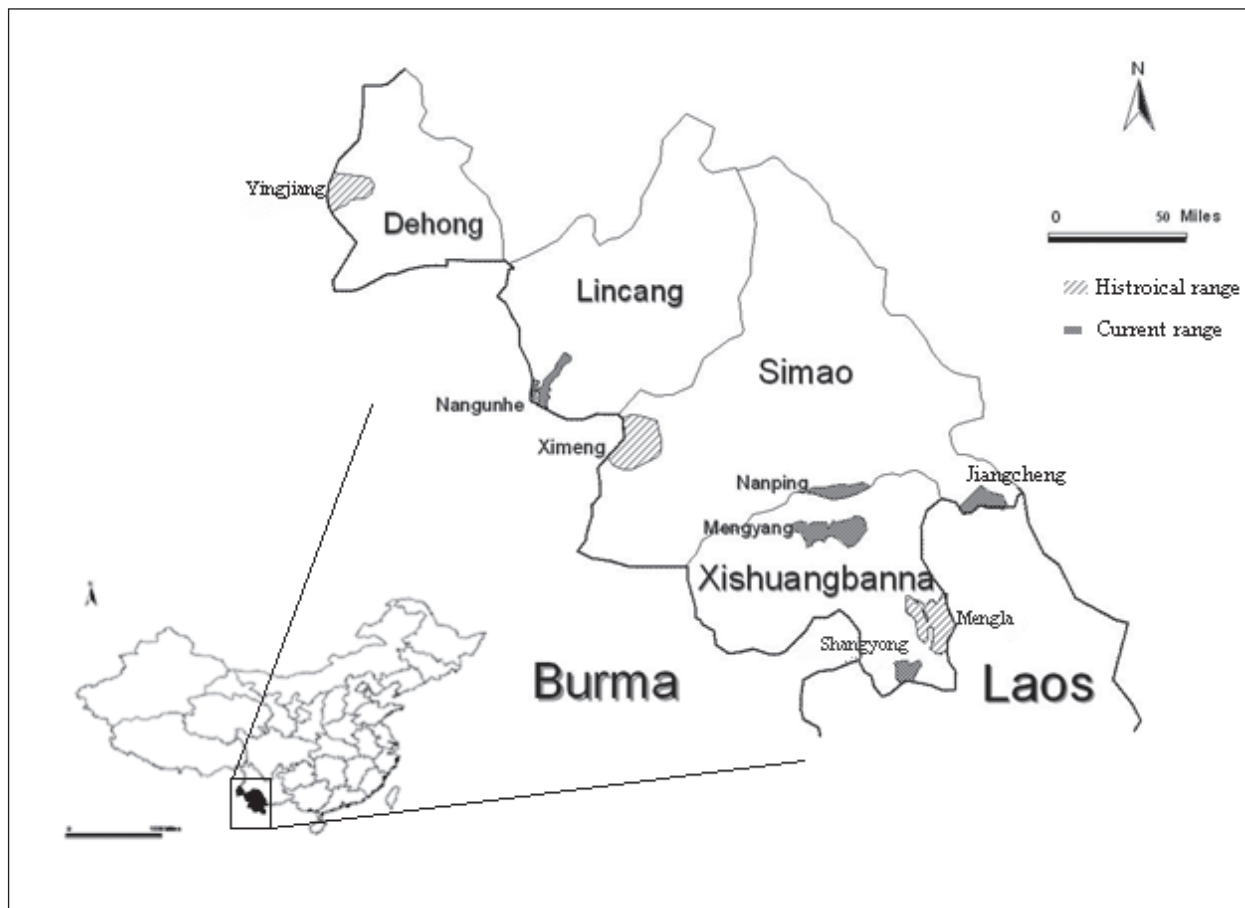 N
Yingjiang
Dehong
0 50 Miles
Lincang
Histroical range
Current range
Simao
Nangunhe
Ximeng
Jiangcheng
Nanping
Mengyang
Xishuangbanna
Mengla
Shangyong
Burma
Laos